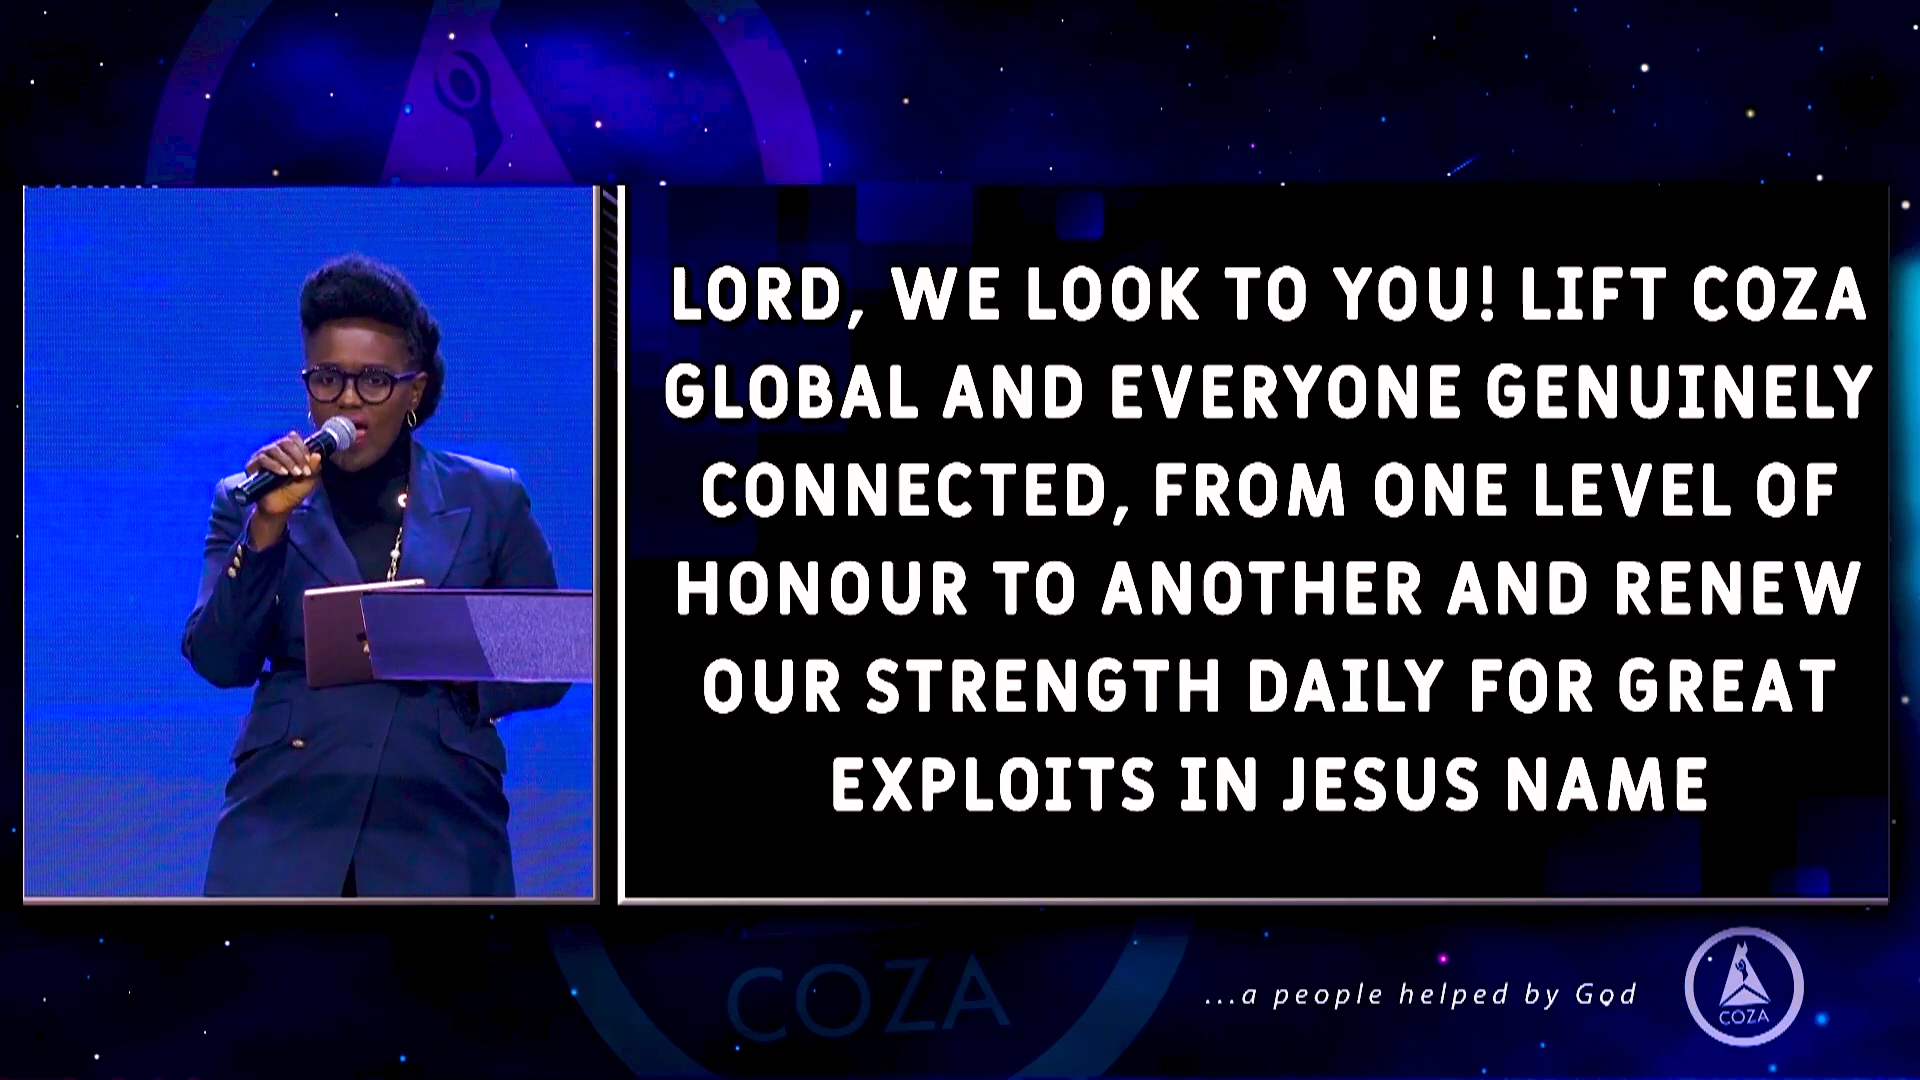 LORD, WE LOOK TO YOU! LIFT COZA
GLOBAL AND EVERYONE GENUINELY
CONNECTED, FROM ONE LEVEL OF
HONOUR TO ANOTHER AND RENEW
OUR STRENGTH DAILY FOR GREAT
EXPLOITS IN JESUS NAME
COZA
...a people helped by God
COZA